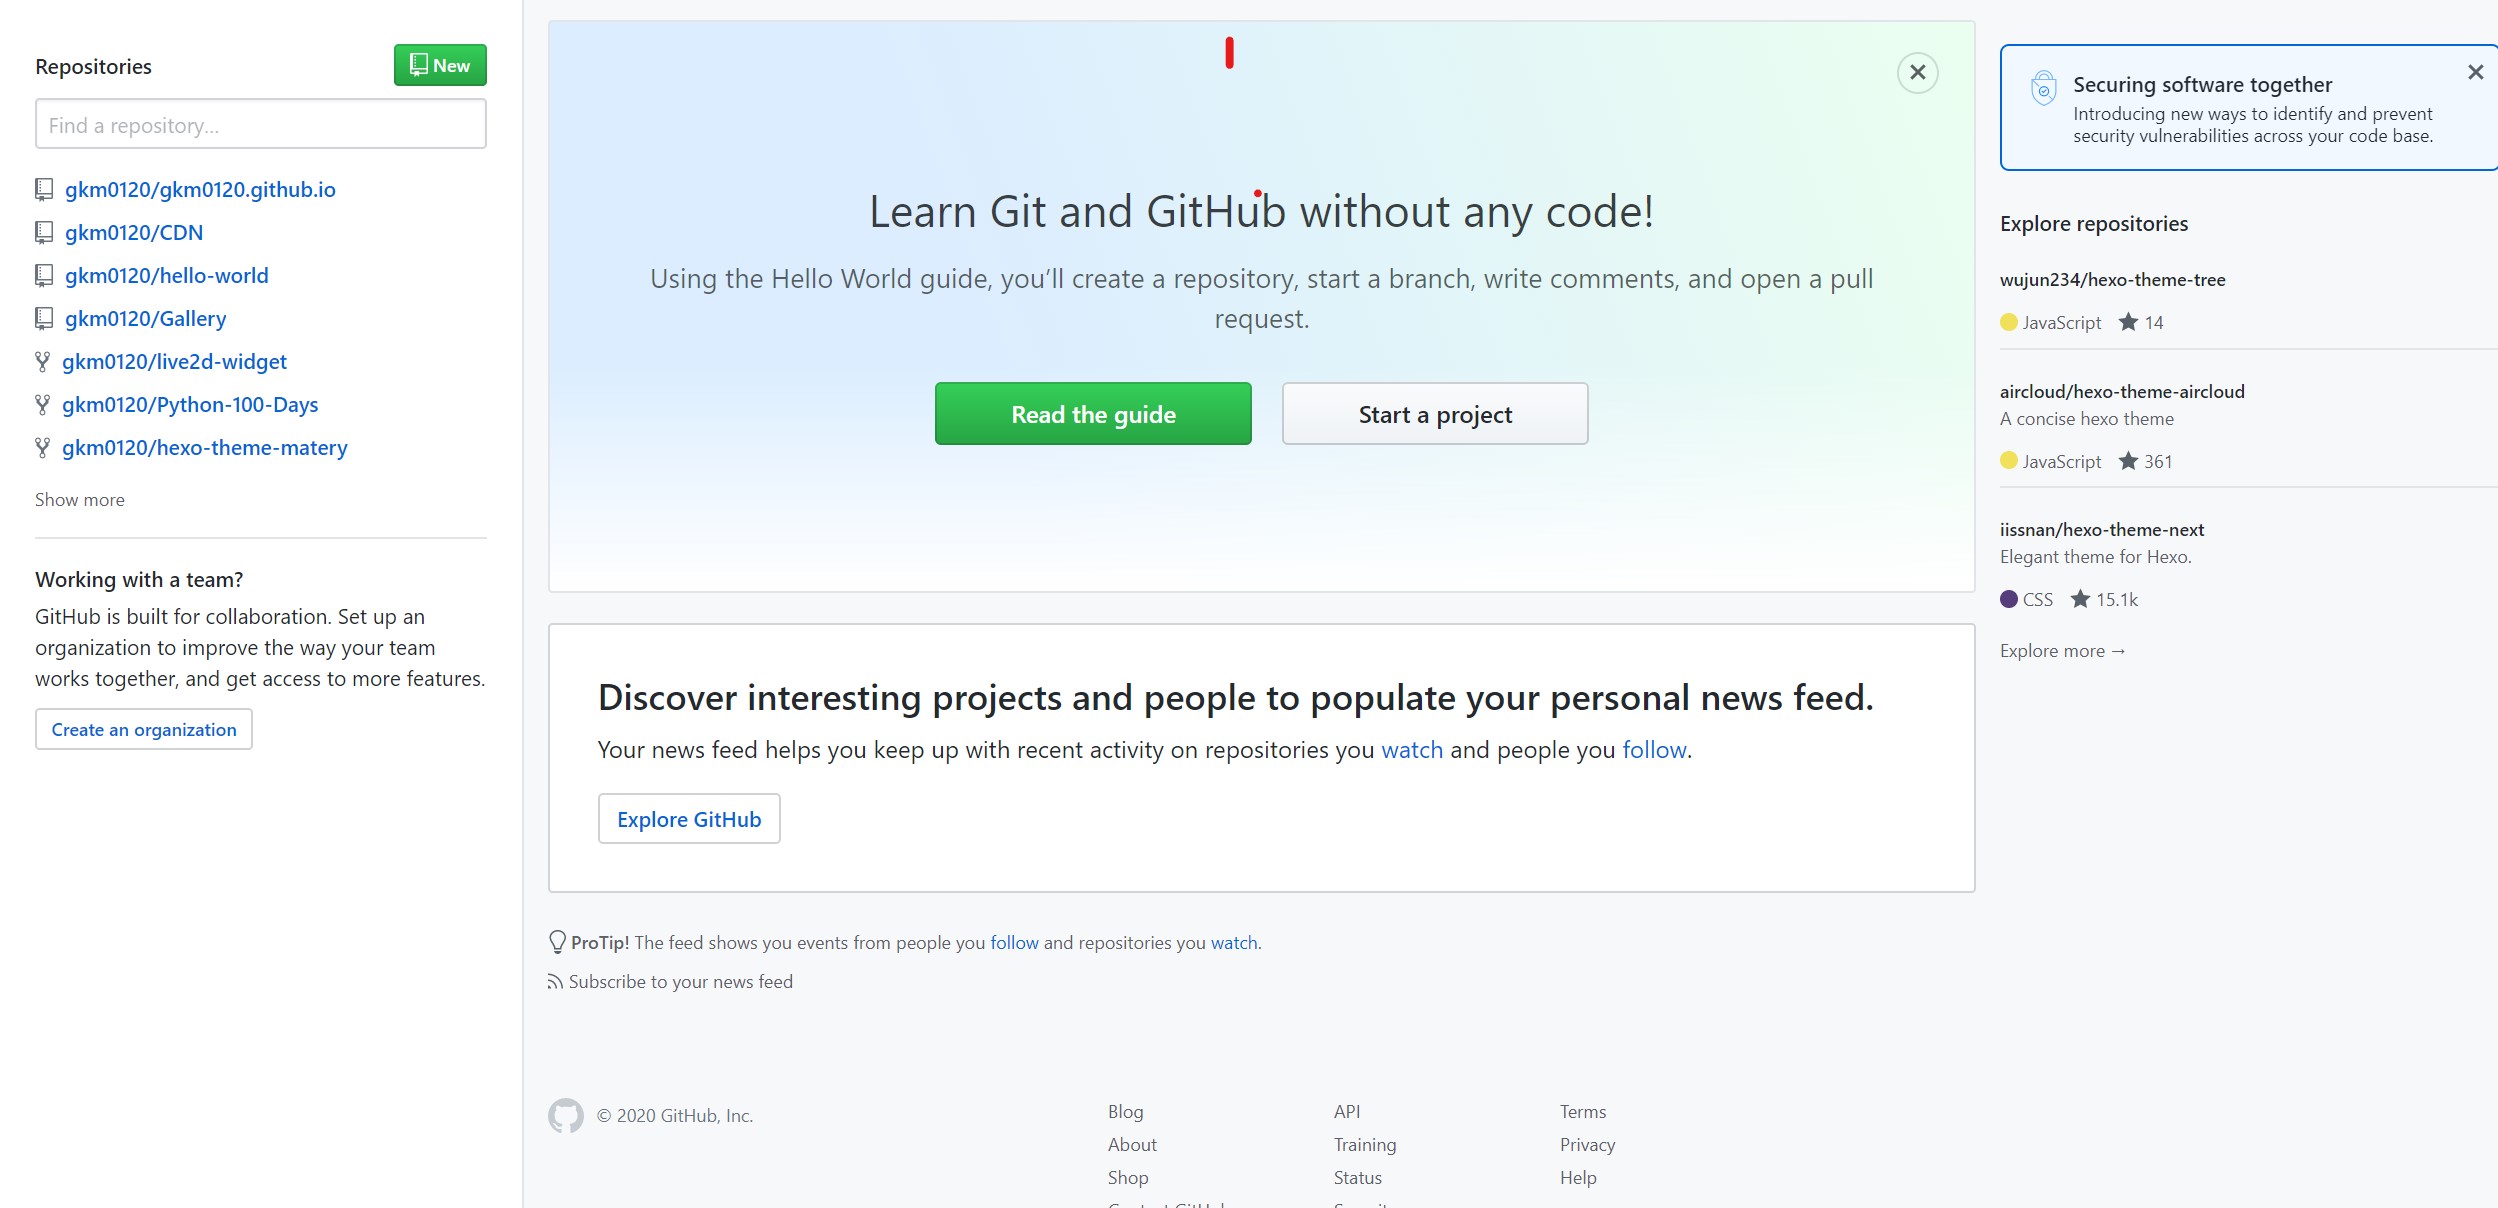 Repositories
New
Find a repository...
gkm0120/gkm0120.github.io
gkm0120/CDN
gkm0120/hello-world
gkm0120/Gallery
gkm0120/live2d-widget
gkm0120/Python-100-Days
gkm0120/hexo-theme-matery
Show more
Working with a team?
GitHub is built for collaboration. Set up an
organization to improve the way your team
works together, and get access to more features.
Create an organization
Learn Git and GitHub without any code!
Using the Hello World guide, you’ll create a repository, start a branch, write comments, and open a pull
request.
Read the guide
Start a project
Discover interesting projects and people to populate your personal news feed.
Your news feed helps you keep up with recent activity on repositories you watch and people you follow.
Explore GitHub
ProTip! The feed shows you events from people you follow and repositories you watch.
Subscribe to your news feed
Securing software together
Introducing new ways to identify and prevent
security vulnerabilities across your code base.
Explore repositories
wujun234/hexo-theme-tree
JavaScript 14
aircloud/hexo-theme-aircloud
A concise hexo theme
JavaScript 361
iissnan/hexo-theme-next
Elegant theme for Hexo.
CSS 15.1k
Explore more →
© 2020 GitHub, Inc.
Blog
About
Shop
API
Training
Status
Terms
Privacy
Help